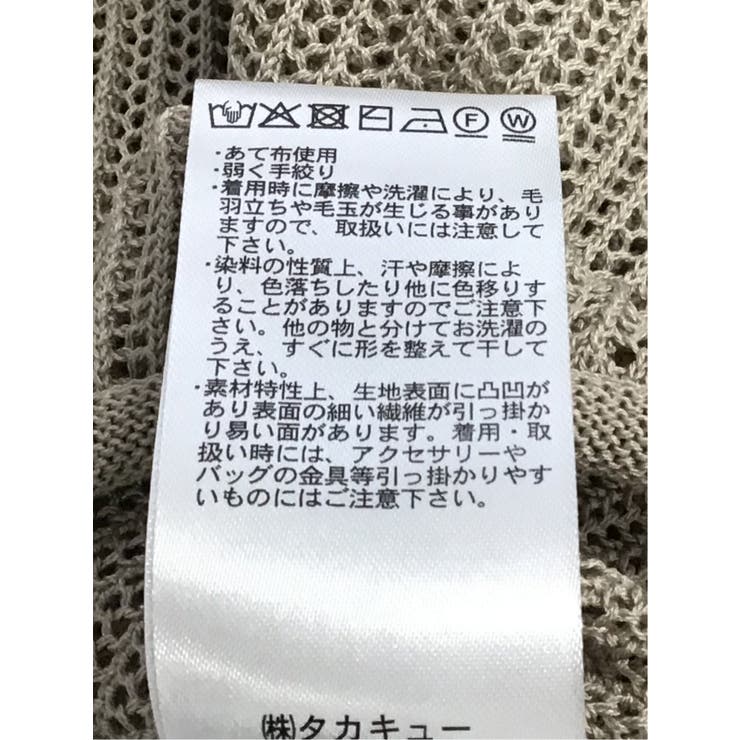 F W
・あて布使用
・弱く手絞り
・着用時に摩擦や洗濯により、毛
羽立ちや毛玉が生じる事があり
ますので、取扱いには注意して
下さい。
・染料の性質上、汗や摩擦によ
り、色落ちしたり他に色移りす
ることがありますのでご注意下
さい。他の物と分けてお洗濯の
うえ、すぐに形を整えて干して
下さい。
・素材特性上、生地表面に凸凹が
あり表面の細い繊維が引っ掛か
り易い面があります。着用・取
扱い時には、アクセサリーや
バッグの金具等引っ掛かりやす
いものにはご注意下さい。
㈱タカキュー